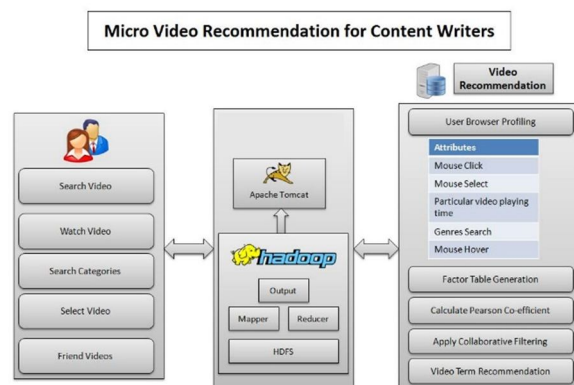 Micro Video Recommendation for Content Writers
Search Video
Watch Video
Search Categories
Select Video
Friend Videos
Apache Tomcat
hadoop
Output
Mapper
Reducer
HDFS
Video
Recommendation
User Browser Profiling
Attributes
Mouse Click
Mouse Select
Particular video playing
time
Genres Search
Mouse Hover
Factor Table Generation
Calculate Pearson Co-efficient
Apply Collaborative Filtering
Video Term Recommendation